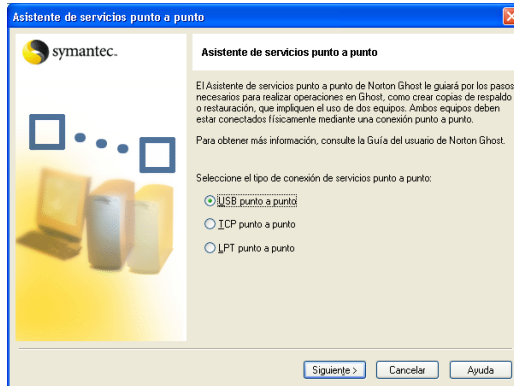 Asistente de servicios punto a punto
symantec.
Asistente de servicios punto a punto
El Asistente de servicios punto a punto de Norton Ghost le guiará por los pasos
necesarios para realizar operaciones en Ghost, como crear copias de respaldo
o restauración, que impliquen el uso de dos equipos. Ambos equipos deben
estar conectados físicamente mediante una conexión punto a punto.
Para obtener más información, consulte la Guía del usuario de Norton Ghost.
Seleccione el tipo de conexión de servicios punto a punto:
USB punto a punto
TCP punto a punto
LPT punto a punto
Siguiente >
Cancelar
Ayuda